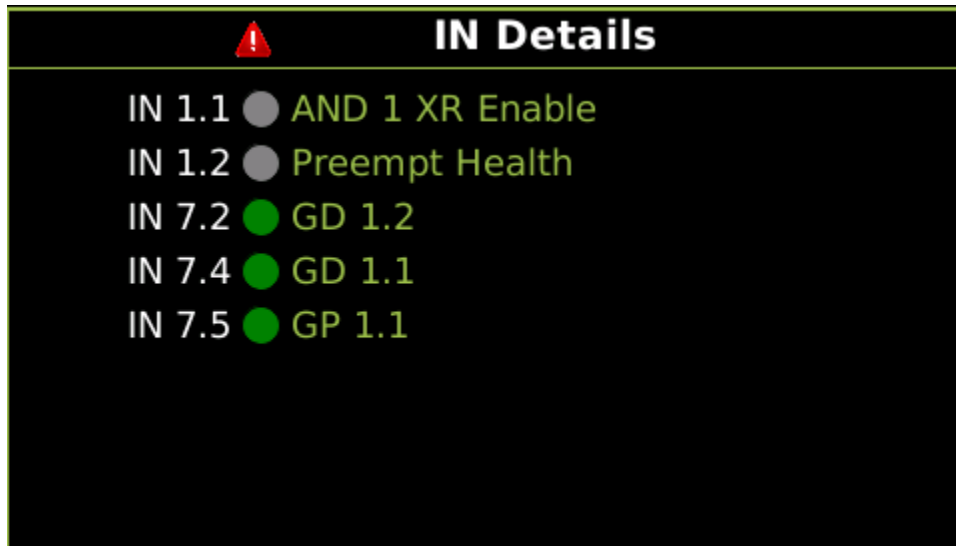 IN Details
IN 1.1 AND 1 XR Enable
IN 1.2 Preempt Health
IN 7.2 GD 1.2
IN 7.4 GD 1.1
IN 7.5 GP 1.1